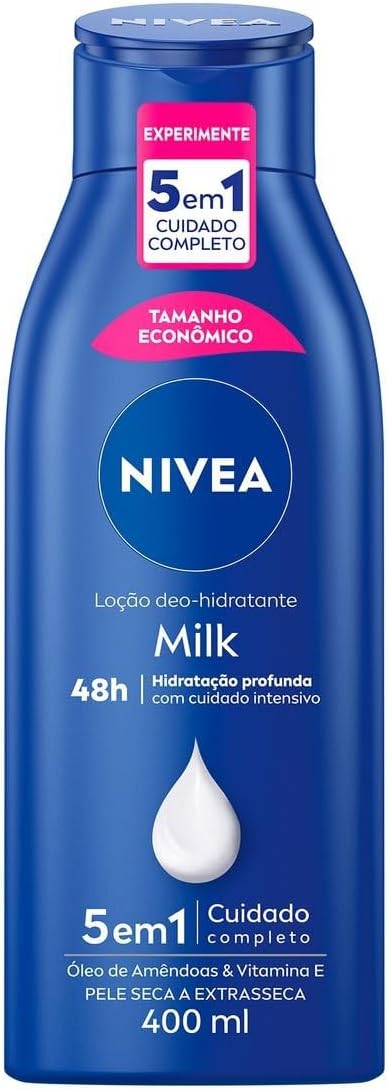 NIVEA
EXPERIMENTE
5em1
CUIDADO
COMPLETO
TAMANHO
ECONÔMICO
NIVEA
Loção deo-hidratante
Milk
48h
Hidratação profunda
com cuidado intensivo
5em1
Cuidado
completo
Óleo de Amêndoas & Vitamina E
PELE SECA A EXTRASSECA
400 ml